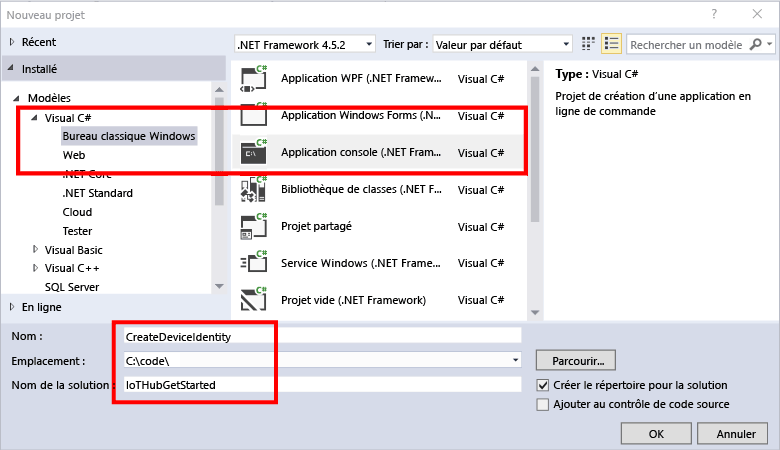 Nouveau projet
Récent
.NET Framework 4.5.2
Trier par :
Valeur par défaut
Rechercher un modèle
Installé
Modèles
Visual C#
Bureau classique Windows
Web
.NET Core
.NET Standard
Cloud
Tester
Visual Basic
Visual C++
SQL Server
En ligne
C#
Application WPF (.NET Framew...
Visual C#
C#
Application Windows Forms (.N...
Visual C#
C#
C:\
Application console (.NET Fram...
Visual C#
C#
Bibliothèque de classes (.NET F...
Visual C#
C#
Projet partagé
Visual C#
C#
Service Windows (.NET Frame...
Visual C#
C#
Projet vide (.NET Framework)
Visual C#
Type : Visual C#
Projet de création d'une application en
ligne de commande
Nom :
CreateDeviceIdentity
Emplacement :
C:\code\
Parcourir...
Nom de la solution :
IoTHubGetStarted
Créer le répertoire pour la solution
Ajouter au contrôle de code source
OK
Annuler